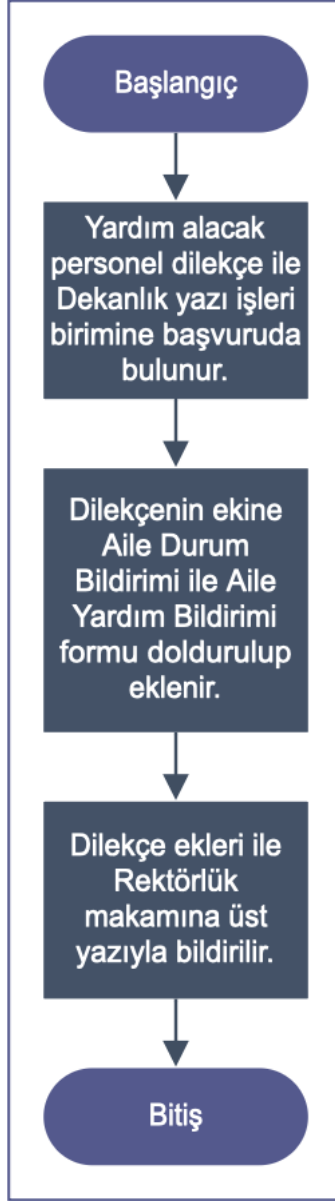 Başlangıç
Yardım alacak
personel dilekçe ile
Dekanlık yazı işleri
birimine başvuruda
bulunur.
Dilekçenin ekine
Aile Durum
Bildirimi ile Aile
Yardım Bildirimi
formu doldurulup
eklenir.
Dilekçe ekleri ile
Rektörlük
makamına üst
yazıyla bildirilir.
Bitiş